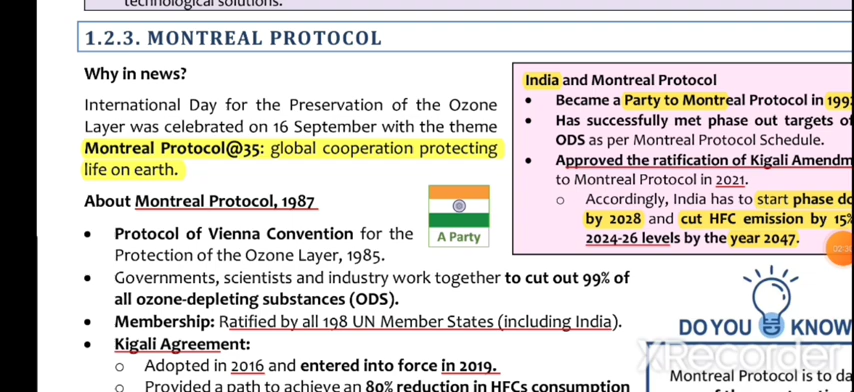 technological solutions.
1.2.3. MONTREAL PROTOCOL
Why in news?
International Day for the Preservation of the Ozone
Layer was celebrated on 16 September with the theme
Montreal Protocol@35: global cooperation protecting
life on earth.
About Montreal Protocol, 1987
A Party
• Protocol of Vienna Convention for the
Protection of the Ozone Layer, 1985.
• Governments, scientists and industry work together to cut out 99% of
all ozone-depleting substances (ODS).
• Membership: Ratified by all 198 UN Member States (including India).
• Kigali Agreement:
o Adopted in 2016 and entered into force in 2019.
o Provided a path to achieve an 80% reduction in HFCs consumption
India and Montreal Protocol
• Became a Party to Montreal Protocol in 199
• Has successfully met phase out targets of
ODS as per Montreal Protocol Schedule.
• Approved the ratification of Kigali Amendm
to Montreal Protocol in 2021.
o Accordingly, India has to start phase do
by 2028 and cut HFC emission by 15%
2024-26 levels by the year 2047.
DO YOU KNOW
XRecorder
Montreal Protocol is to da